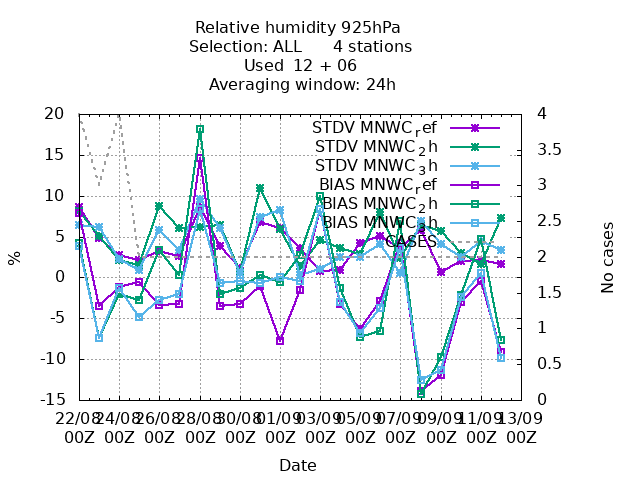 Relative humidity 925hPa
Selection: ALL 4 stations
Used 12 + 06
Averaging window: 24h
STDV MNWC_ref
STDV MNWC_2h
STDV MNWC_3h
BIAS MNWC_ref
BIAS MNWC_2h
BIAS MNWC_3h
CASES
20
15
10
5
0
-5
-10
-15
%
4
3.5
3
2.5
2
1.5
1
0.5
0
No cases
22/08 24/08 26/08 28/08 30/08 01/09 03/09 05/09 07/09 09/09 11/09 13/09
00Z 00Z 00Z 00Z 00Z 00Z 00Z 00Z 00Z 00Z 00Z 00Z
Date